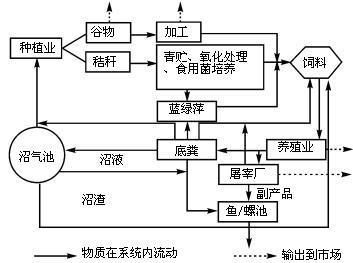 谷物
加工
种植业
秸秆
青贮、氧化处理
、食用菌培养
饲料
蓝绿萍
沼气池
沼液
底粪
养殖业
屠宰厂
沼渣
副产品
鱼/螺池
物质在系统内流动
输出到市场